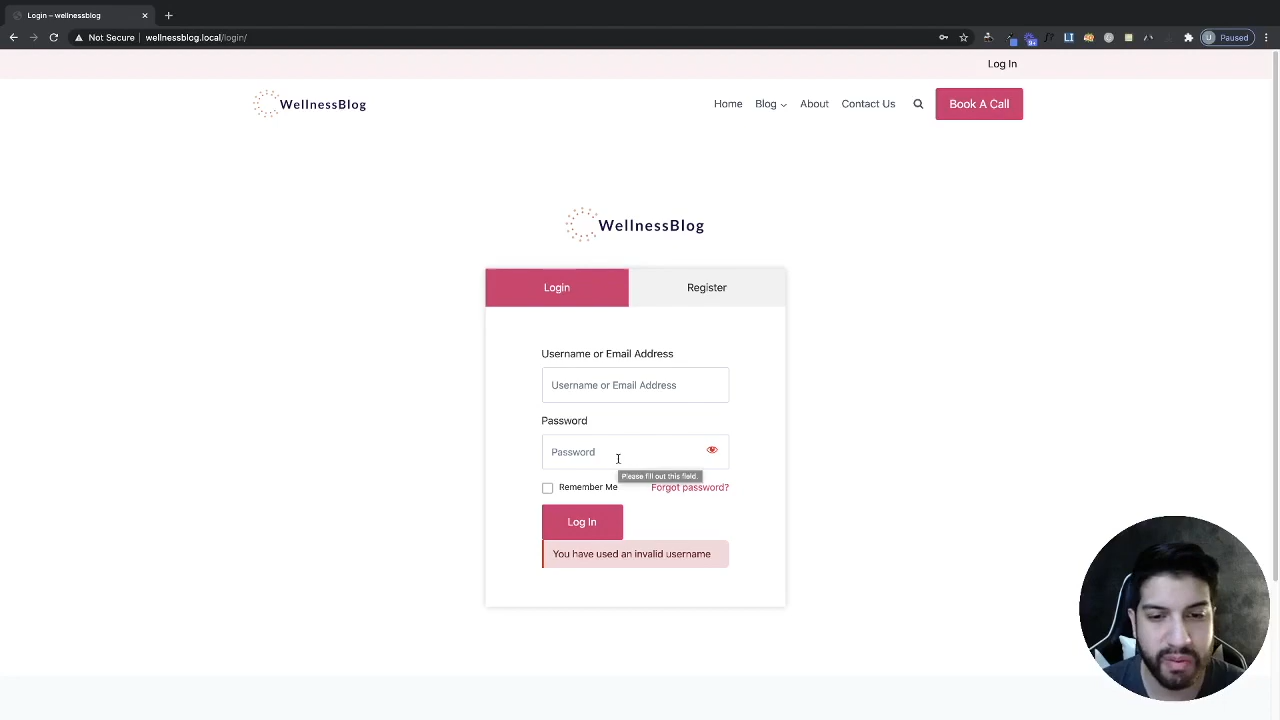 Login – wellnessblog
Not Secure
wellnessblog.local/login/
LI
9+
U
Paused
Log In
WellnessBlog
Home
Blog
About
Contact Us
Book A Call
WellnessBlog
Login
Register
Username or Email Address
Username or Email Address
Password
Password
Please fill out this field.
Remember Me
Forgot password?
Log In
You have used an invalid username